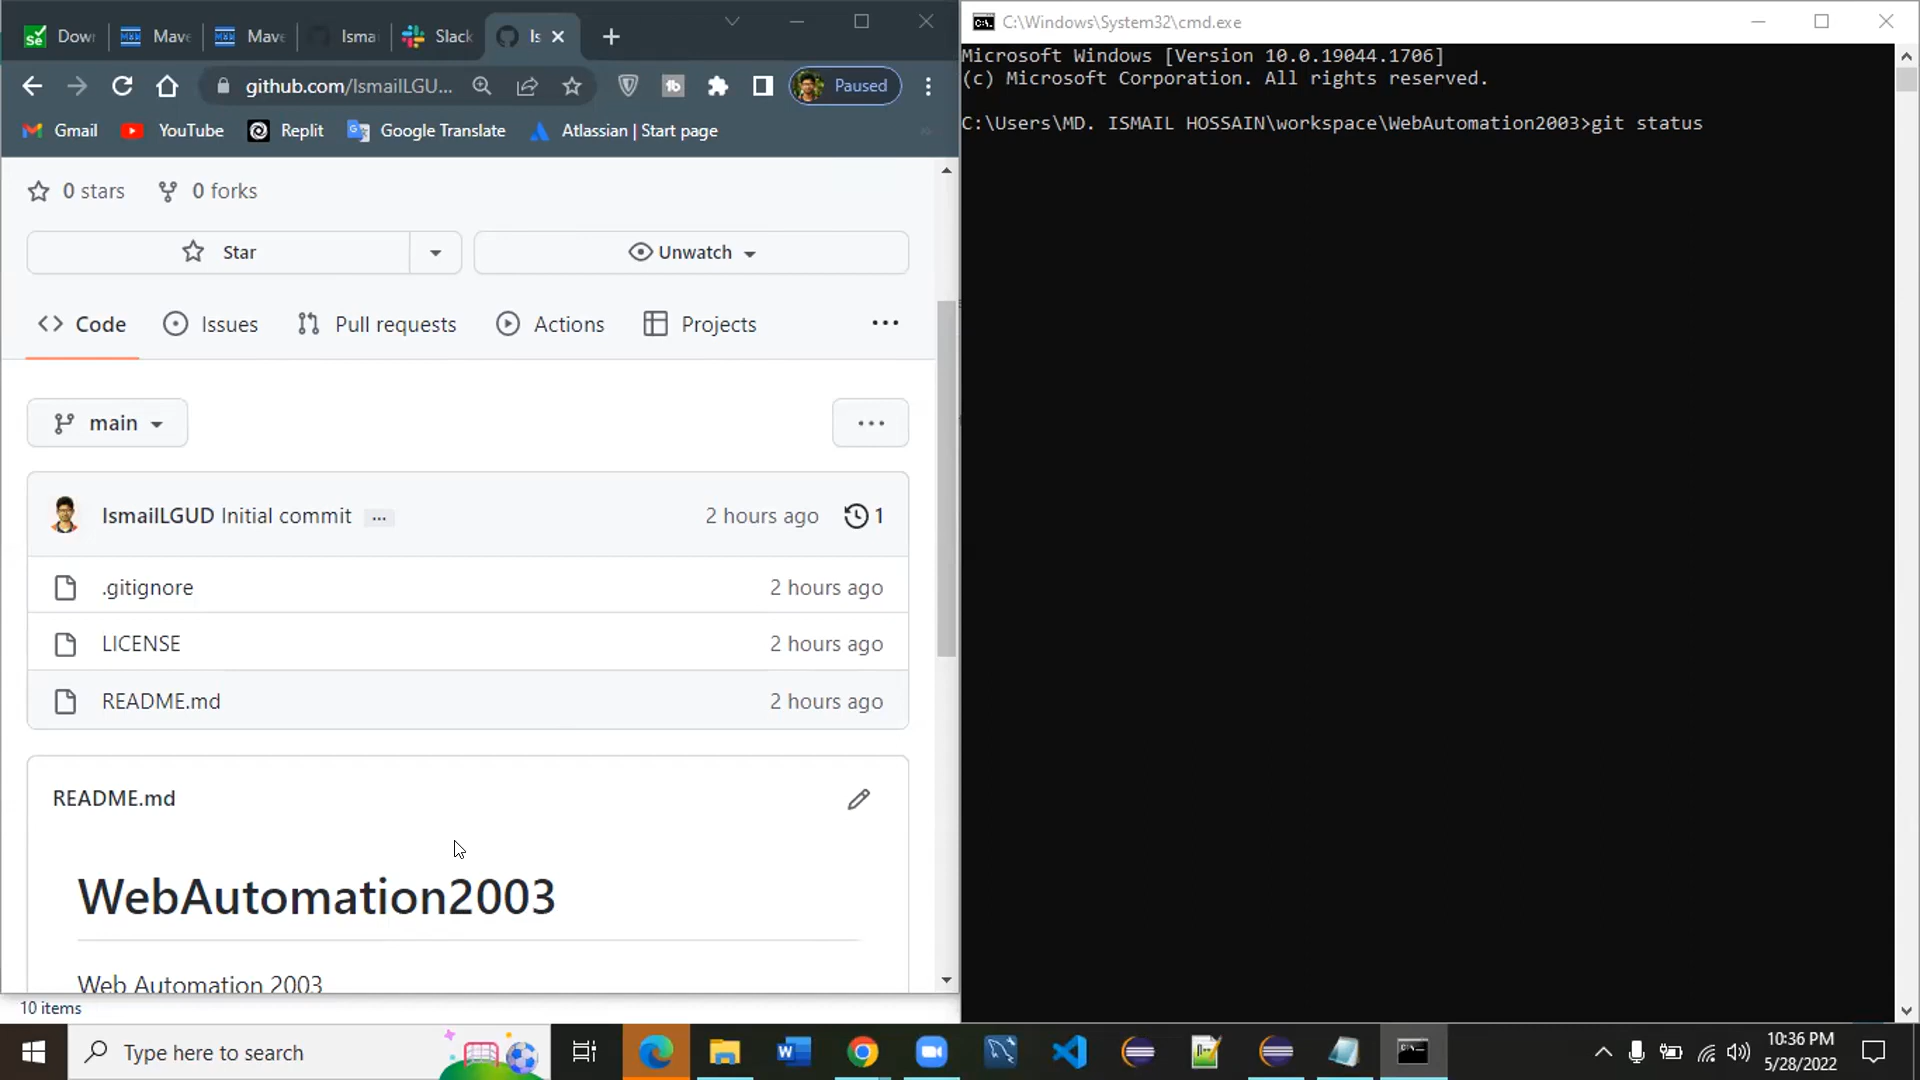 Dowr
Mave
Mave
Isma
Slack
Is
github.com/IsmailLGU...
Paused
Gmail
YouTube
Replit
Google Translate
Atlassian | Start page
0 stars
0 forks
Star
Unwatch
Code
Issues
Pull requests
Actions
Projects
main
IsmailLGUD Initial commit
2 hours ago
1
.gitignore
2 hours ago
LICENSE
2 hours ago
README.md
2 hours ago
README.md
WebAutomation2003
Web Automation 2003
10 items
C:\Windows\System32\cmd.exe
Microsoft Windows [Version 10.0.19044.1706]
(c) Microsoft Corporation. All rights reserved.
C:\Users\MD. ISMAIL HOSSAIN\workspace\WebAutomation2003>git status
Type here to search
10:36 PM
5/28/2022